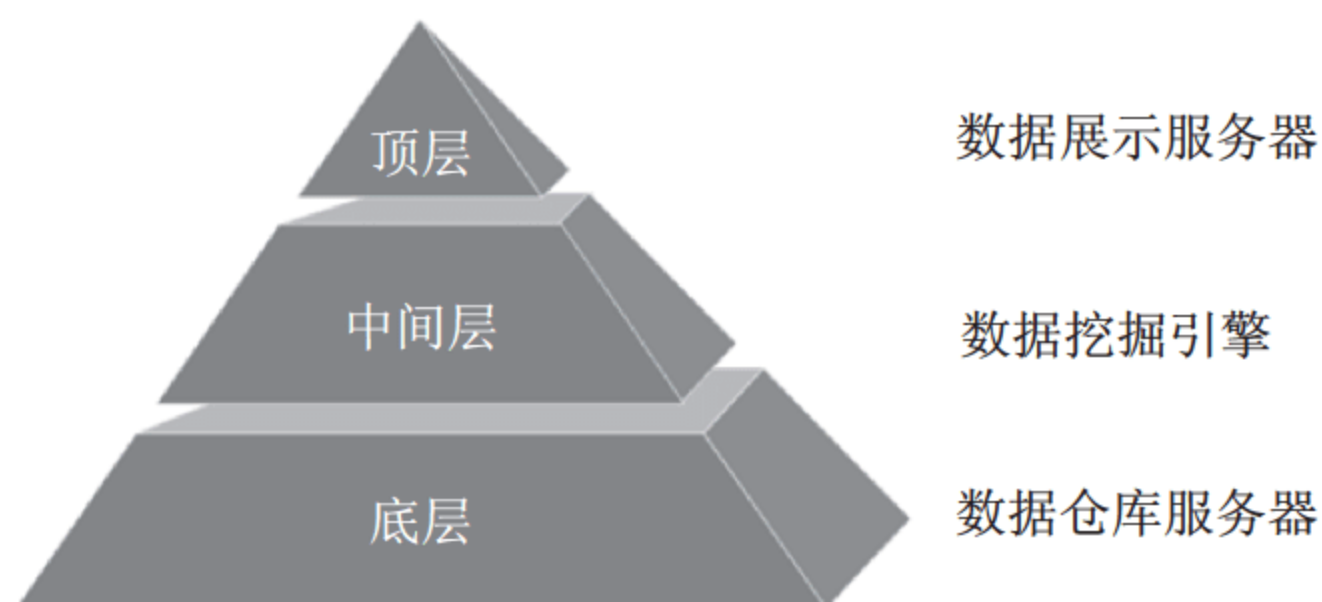 顶层
数据展示服务器
中间层
数据挖掘引擎
底层
数据仓库服务器